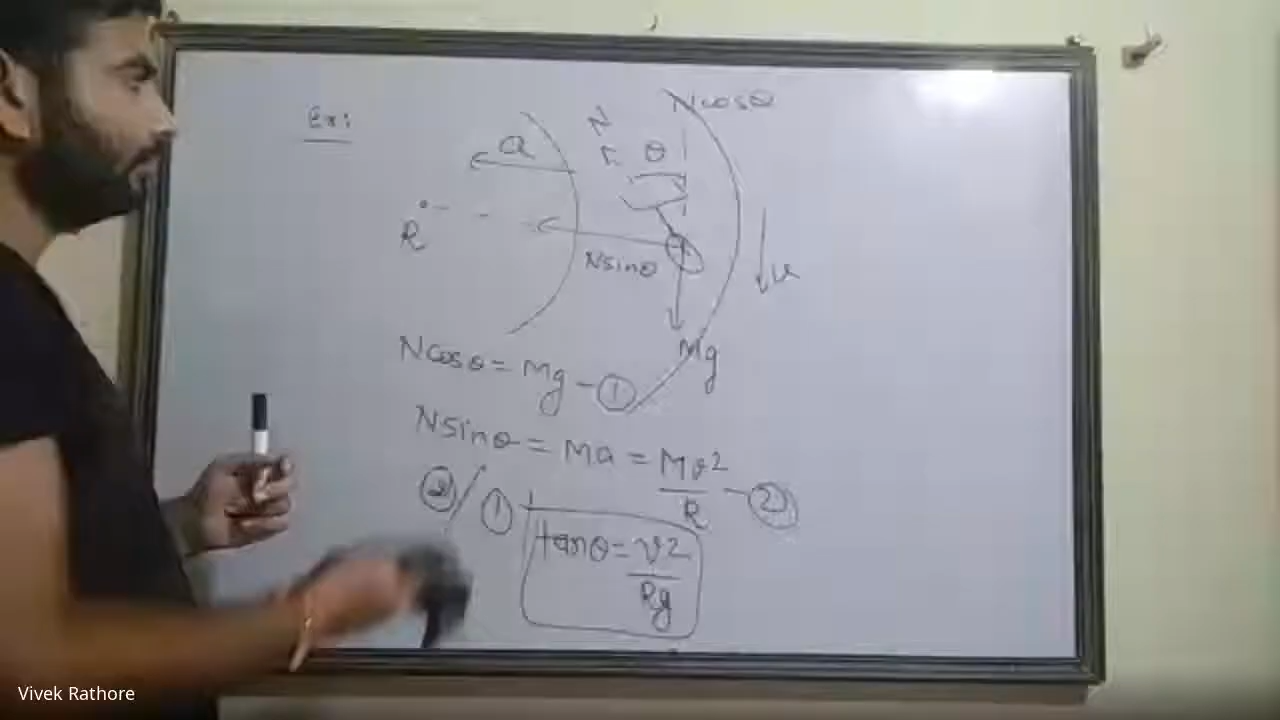 Ex:
N
Ncosθ
a
θ
R
Nsinθ
v
Mg
Ncosθ = Mg - ①
Nsinθ = Ma = Mv²/R - ②
②/①
tanθ = v²/Rg
Vivek Rathore